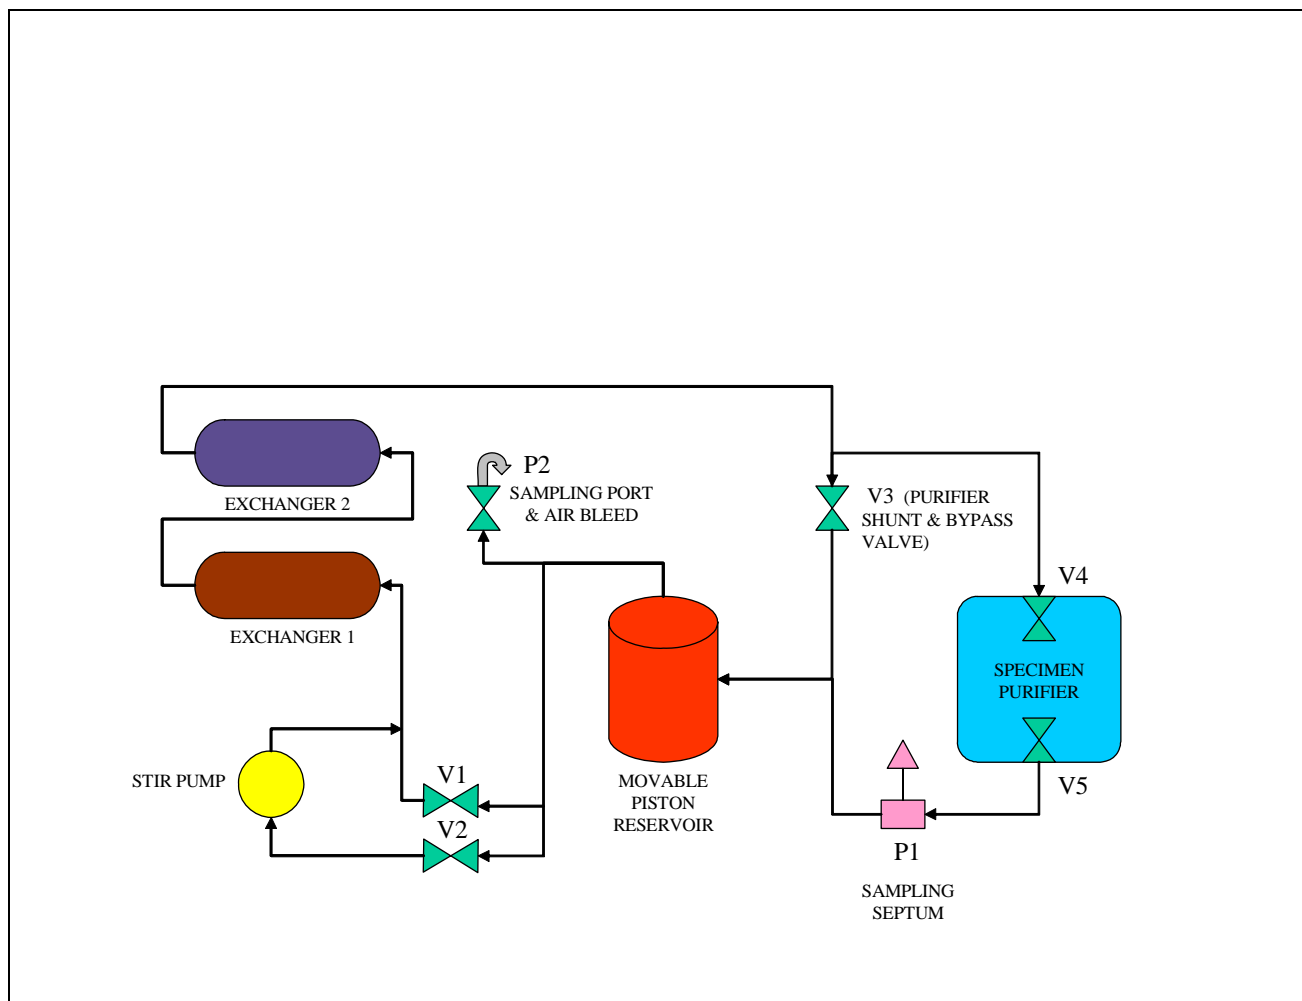 P2
SAMPLING PORT
& AIR BLEED
EXCHANGER 2
V3 (PURIFIER
SHUNT & BYPASS
VALVE)
V4
EXCHANGER 1
SPECIMEN
PURIFIER
STIR PUMP
V1
V2
MOVABLE
PISTON
RESERVOIR
V5
P1
SAMPLING
SEPTUM